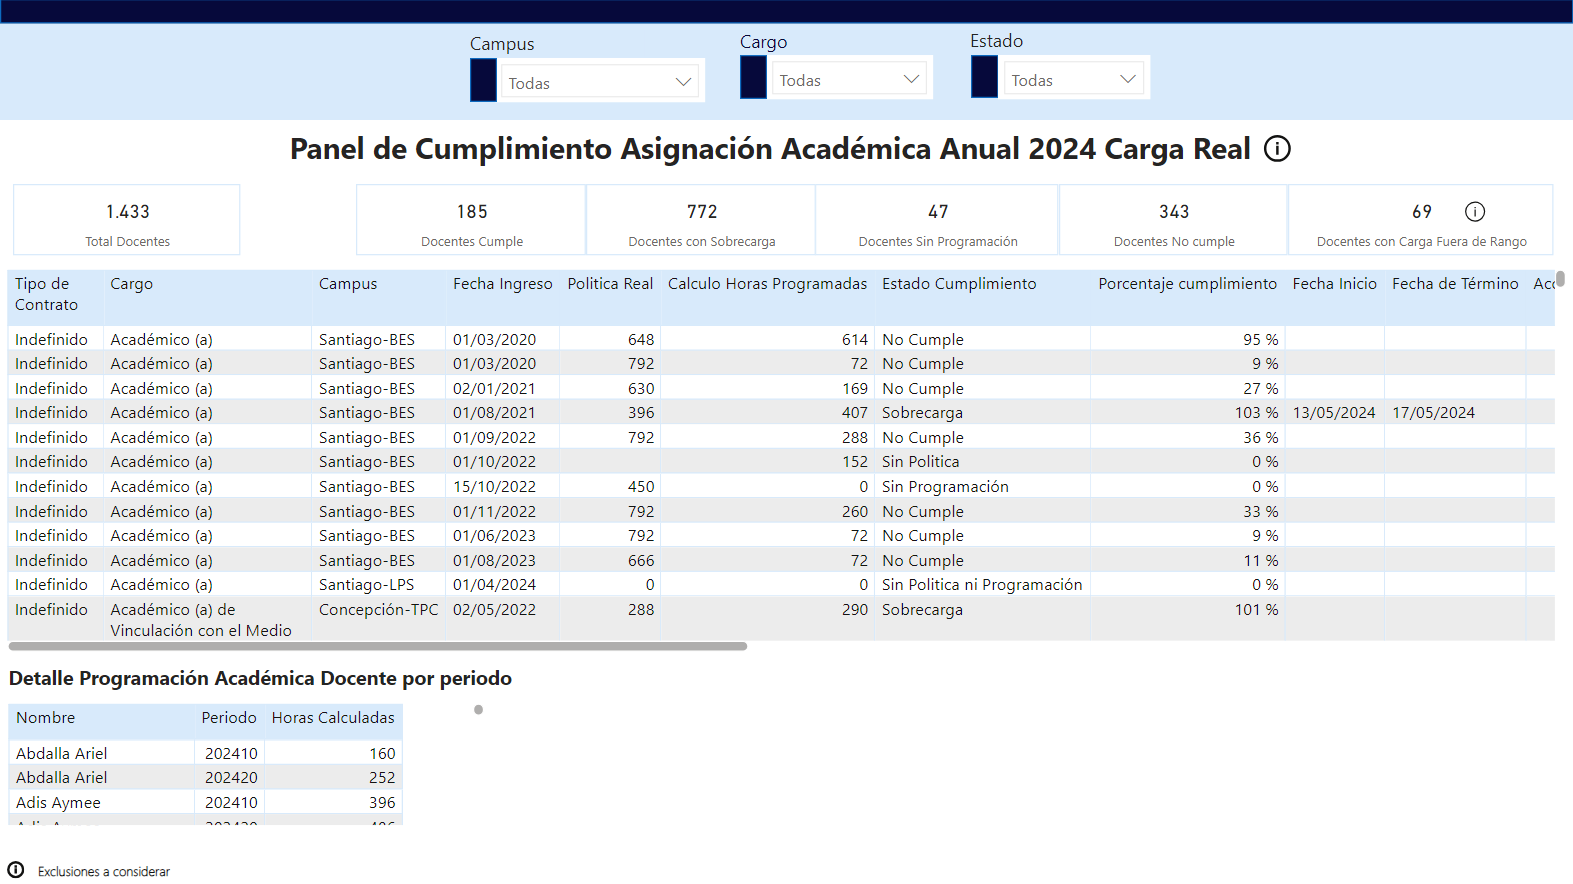 Campus
Todas
Cargo
Todas
Estado
Todas
Panel de Cumplimiento Asignación Académica Anual 2024 Carga Real
1.433
Total Docentes
185
Docentes Cumple
772
Docentes con Sobrecarga
47
Docentes Sin Programación
343
Docentes No cumple
69
Docentes con Carga Fuera de Rango
Tipo de Contrato Cargo Campus Fecha Ingreso Politica Real Calculo Horas Programadas Estado Cumplimiento Porcentaje cumplimiento Fecha Inicio Fecha de Término
Indefinido Académico (a) Santiago-BES 01/03/2020 648 614 No Cumple 95 %
Indefinido Académico (a) Santiago-BES 01/03/2020 792 72 No Cumple 9 %
Indefinido Académico (a) Santiago-BES 02/01/2021 630 169 No Cumple 27 %
Indefinido Académico (a) Santiago-BES 01/08/2021 396 407 Sobrecarga 103 % 13/05/2024 17/05/2024
Indefinido Académico (a) Santiago-BES 01/09/2022 792 288 No Cumple 36 %
Indefinido Académico (a) Santiago-BES 01/10/2022 152 Sin Politica 0 %
Indefinido Académico (a) Santiago-BES 15/10/2022 450 0 Sin Programación 0 %
Indefinido Académico (a) Santiago-BES 01/11/2022 792 260 No Cumple 33 %
Indefinido Académico (a) Santiago-BES 01/06/2023 792 72 No Cumple 9 %
Indefinido Académico (a) Santiago-BES 01/08/2023 666 72 No Cumple 11 %
Indefinido Académico (a) Santiago-LPS 01/04/2024 0 0 Sin Politica ni Programación 0 %
Indefinido Académico (a) de Concepción-TPC 02/05/2022 288 290 Sobrecarga 101 %
Vinculación con el Medio
Detalle Programación Académica Docente por periodo
Nombre Periodo Horas Calculadas
Abdalla Ariel 202410 160
Abdalla Ariel 202420 252
Adis Aymee 202410 396
Exclusiones a considerar